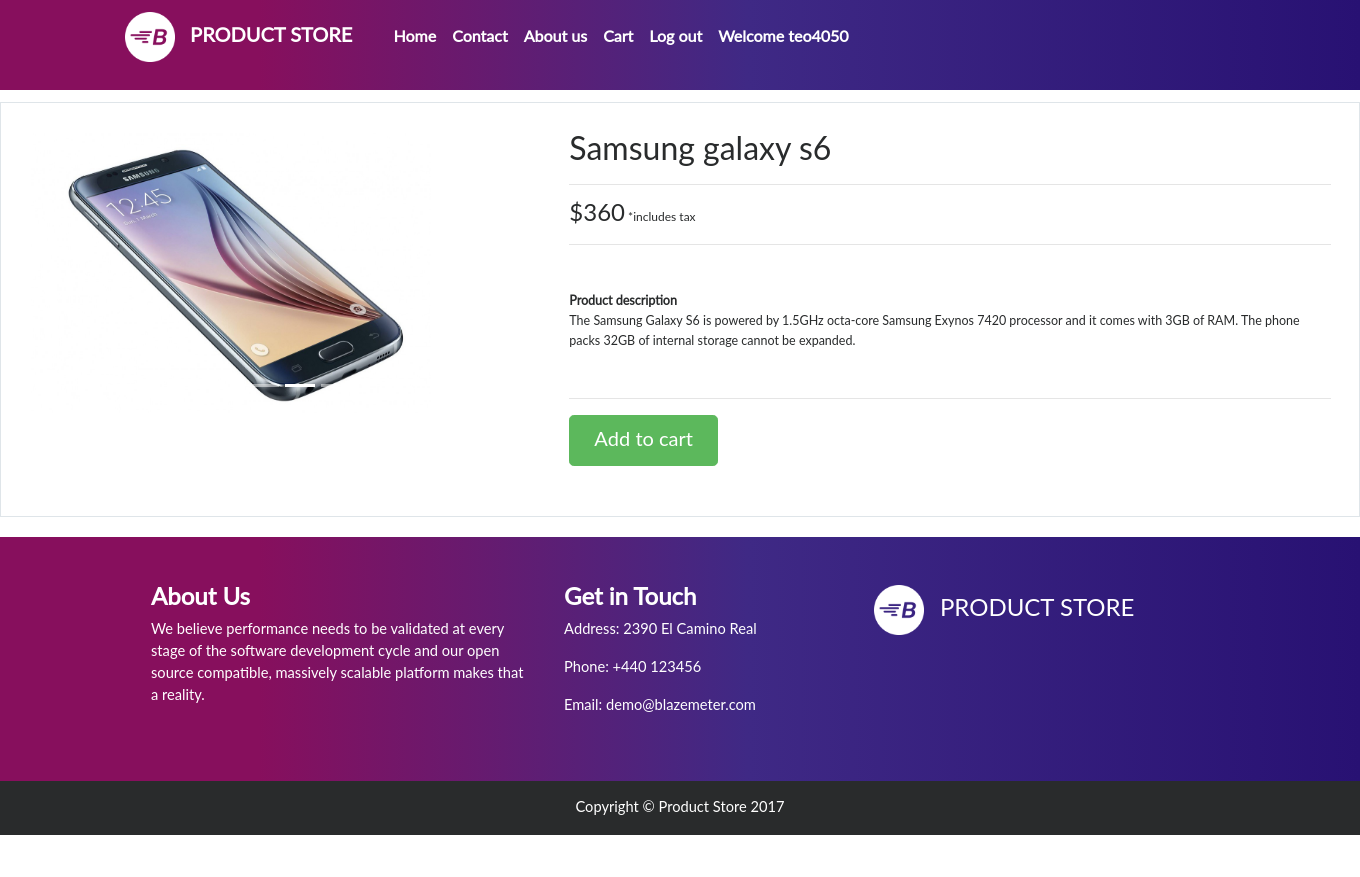 PRODUCT STORE
Home Contact About us Cart Log out Welcome teo4050
SAMSUNG
12:45
Samsung galaxy s6
$360 *includes tax
Product description
The Samsung Galaxy S6 is powered by 1.5GHz octa-core Samsung Exynos 7420 processor and it comes with 3GB of RAM. The phone
packs 32GB of internal storage cannot be expanded.
Add to cart
About Us
We believe performance needs to be validated at every
stage of the software development cycle and our open
source compatible, massively scalable platform makes that
a reality.
Get in Touch
Address: 2390 El Camino Real
Phone: +440 123456
Email: demo@blazemeter.com
B PRODUCT STORE
Copyright © Product Store 2017